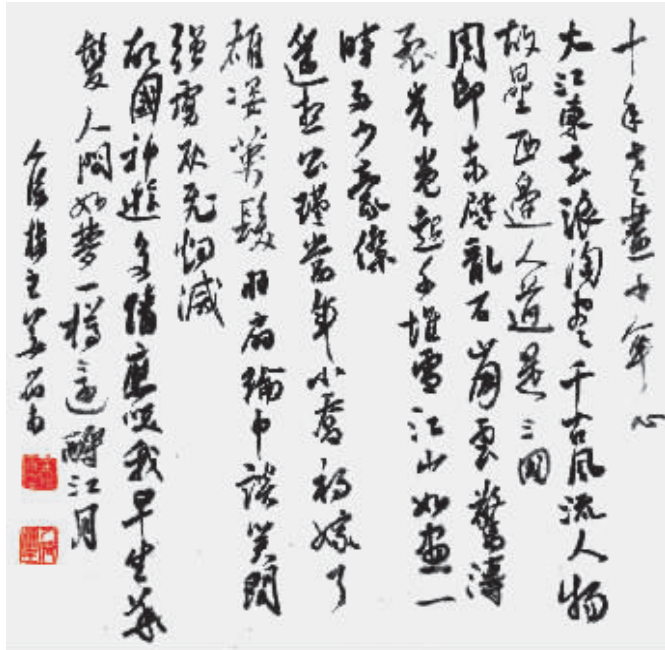 十年
大江東去浪淘盡千古風流人物
故壘西邊人道是三國
周郎赤壁亂石崩雲驚濤
裂岸卷起千堆雪江山如畫一
時多少豪傑
遙想公瑾當年小喬初嫁了
雄姿英發羽扇綸巾談笑間
强虜灰飛烟滅
故國神遊多情應笑我早生華
髮人間如夢一樽還酹江月